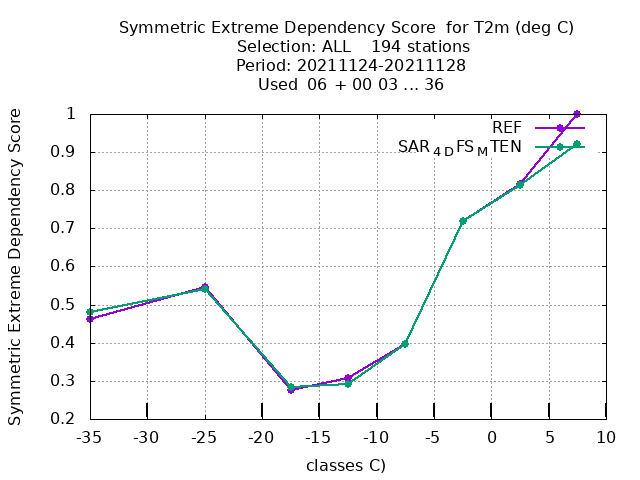 Symmetric Extreme Dependency Score for T2m (deg C)
Selection: ALL 194 stations
Period: 20211124-20211128
Used 06 + 00 03 ... 36
Symmetric Extreme Dependency Score
1
0.9
0.8
0.7
0.6
0.5
0.4
0.3
0.2
REF
SAR4DFSMTEN
-35 -30 -25 -20 -15 -10 -5 0 5 10
classes C)